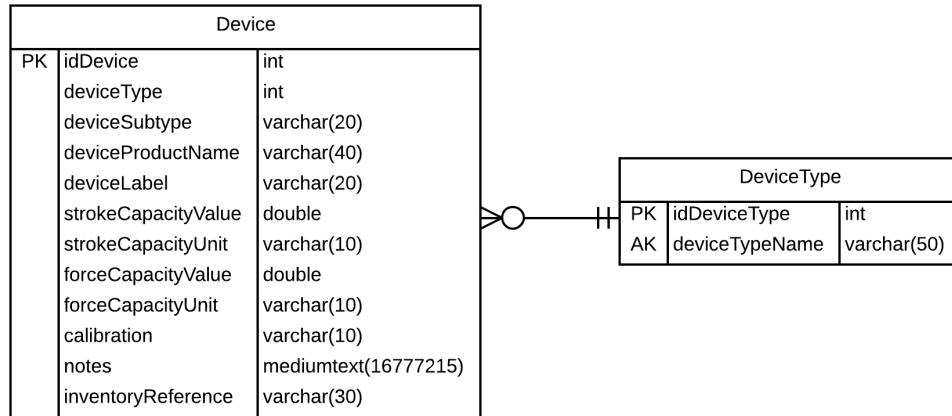 Device
PK idDevice int
deviceType int
deviceSubtype varchar(20)
deviceProductName varchar(40)
deviceLabel varchar(20)
strokeCapacityValue double
strokeCapacityUnit varchar(10)
forceCapacityValue double
forceCapacityUnit varchar(10)
calibration varchar(10)
notes mediumtext(16777215)
inventoryReference varchar(30)
DeviceType
PK idDeviceType int
AK deviceTypeName varchar(50)